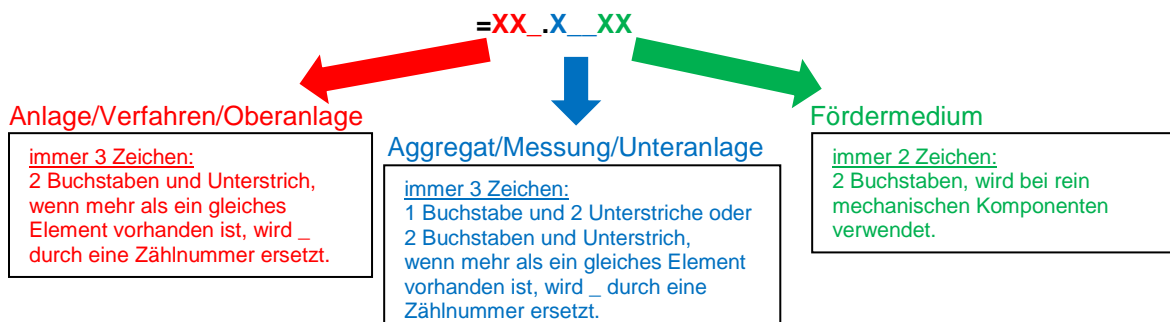 =XX_.X__XX
Anlage/Verfahren/Oberanlage
immer 3 Zeichen:
2 Buchstaben und Unterstrich,
wenn mehr als ein gleiches
Element vorhanden ist, wird _
durch eine Zählnummer ersetzt.
Aggregat/Messung/Unteranlage
immer 3 Zeichen:
1 Buchstabe und 2 Unterstriche oder
2 Buchstaben und Unterstrich,
wenn mehr als ein gleiches Element
vorhanden ist, wird _ durch eine
Zählnummer ersetzt.
Fördermedium
immer 2 Zeichen:
2 Buchstaben, wird bei rein
mechanischen Komponenten
verwendet.